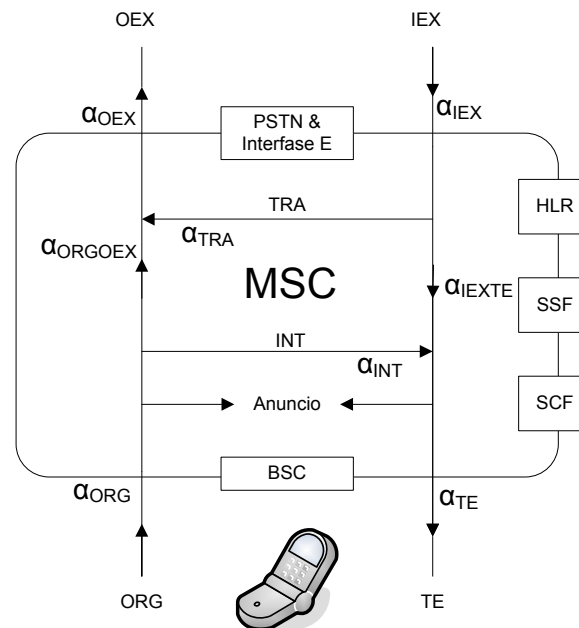 OEX
IEX
αOEX
PSTN &
Interfase E
αIEX
TRA
HLR
αTRA
αORGOEX
MSC
αIEXTE
SSF
INT
αINT
Anuncio
SCF
BSC
αORG
αTE
ORG
TE